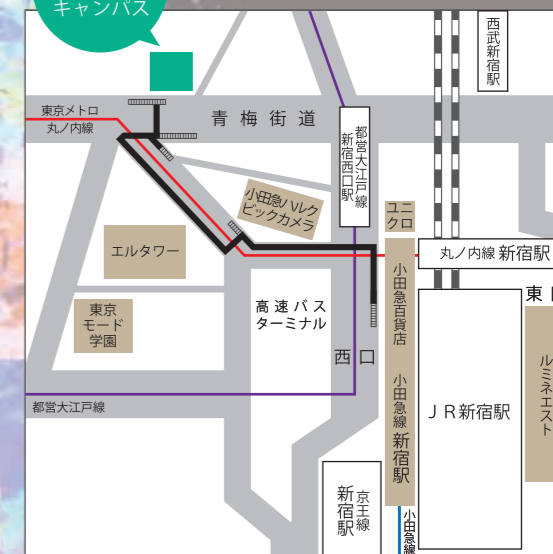 キャンパス
西武新宿駅
東京メトロ
丸ノ内線
青梅街道
都営大江戸線
新宿西口駅
小田急ハルク
ビックカメラ
ユニ
クロ
エルタワー
丸ノ内線 新宿駅
小田急百貨店
東京
モード
学園
高速バス
ターミナル
東
ルミネエスト
西口
小田急線 新宿駅
JR新宿駅
都営大江戸線
京王線
新宿駅
小田急線